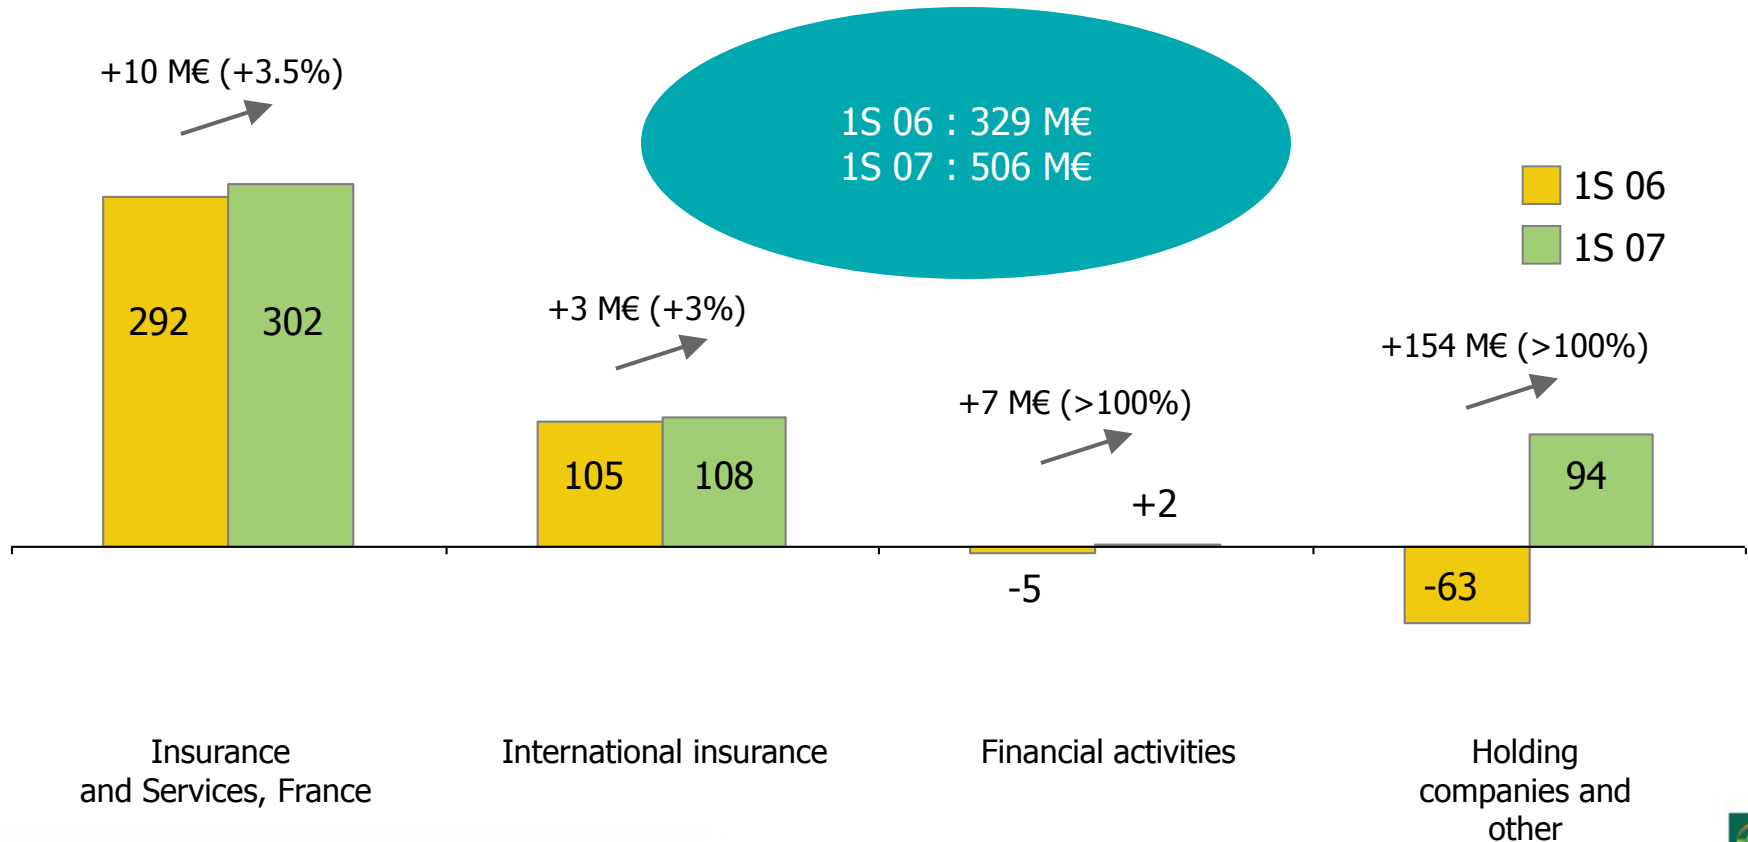 +10 M€ (+3.5%)
1S 06 : 329 M€
1S 07 : 506 M€
1S 06
1S 07
292
302
+3 M€ (+3%)
105
108
+7 M€ (>100%)
+2
-5
+154 M€ (>100%)
94
-63
Insurance
and Services, France
International insurance
Financial activities
Holding
companies and
other